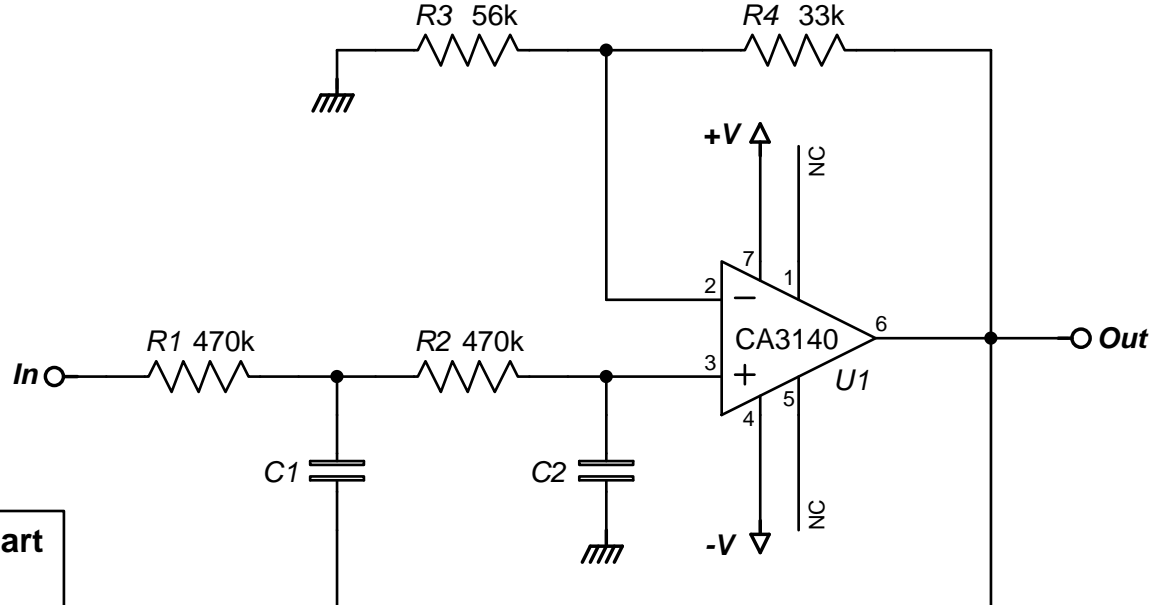 R3 56k
R4 33k
+V
NC
7
1
2
−
CA3140
6
Out
R1 470k
R2 470k
In
3
+
U1
5
4
C1
C2
NC
-V
art